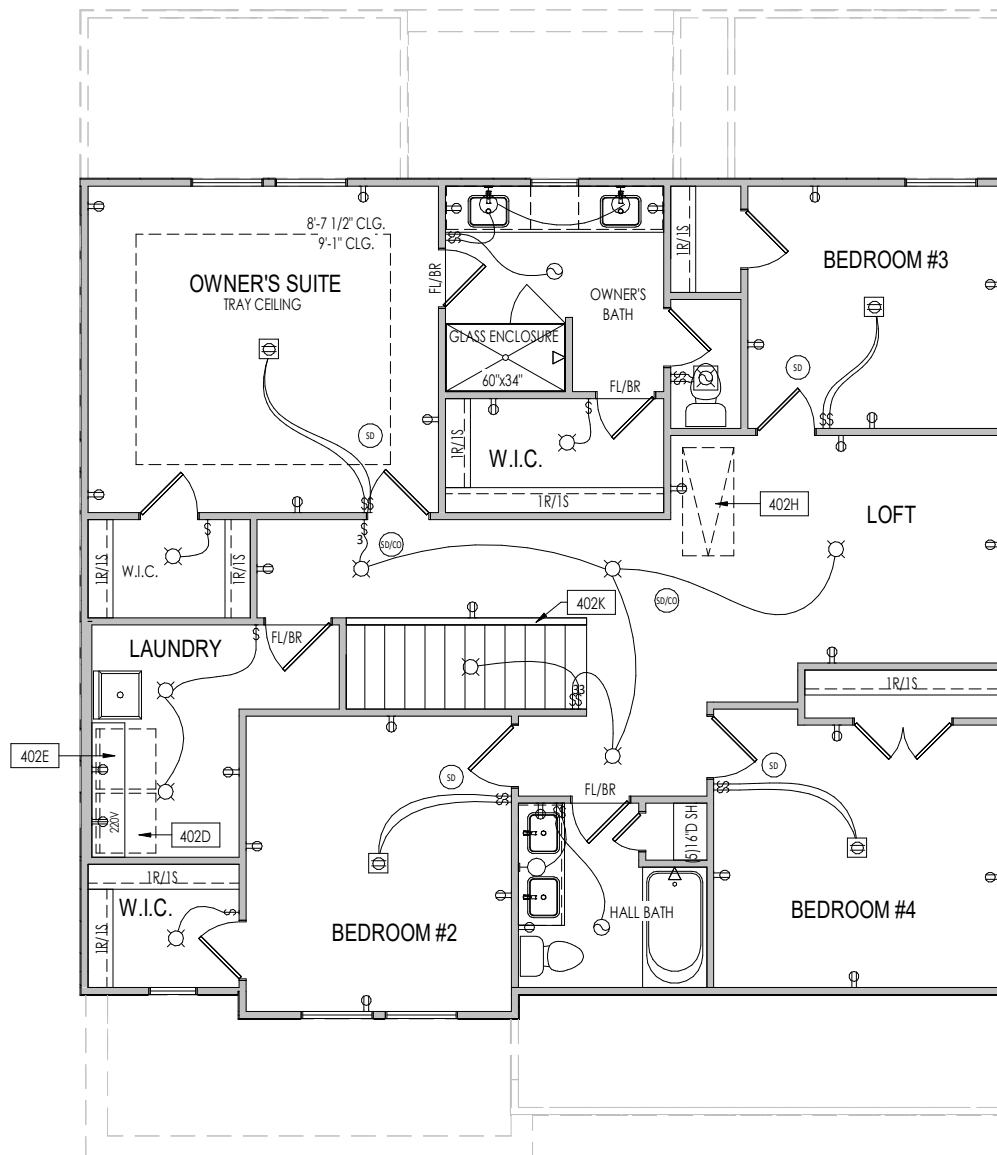 8'-7 1/2" CLG.
9'-1" CLG.
OWNER'S SUITE
TRAY CEILING
SD
FL/BR
$$
OWNER'S
BATH
GLASS ENCLOSURE
60"x34"
FL/BR
$
$$
1R/1S
BEDROOM #3
SD
$$
W.I.C.
1R/1S
1R/1S
402H
LOFT
$$
$
3
SD/CO
SD/CO
$
W.I.C.
1R/1S
1R/1S
402K
LAUNDRY
$
FL/BR
33
$$
1R/1S
402E
220V
402D
SD
$$
FL/BR
$$
(5)16"D SH
SD
$$
1R/1S
W.I.C.
$
1R/1S
BEDROOM #2
HALL BATH
BEDROOM #4